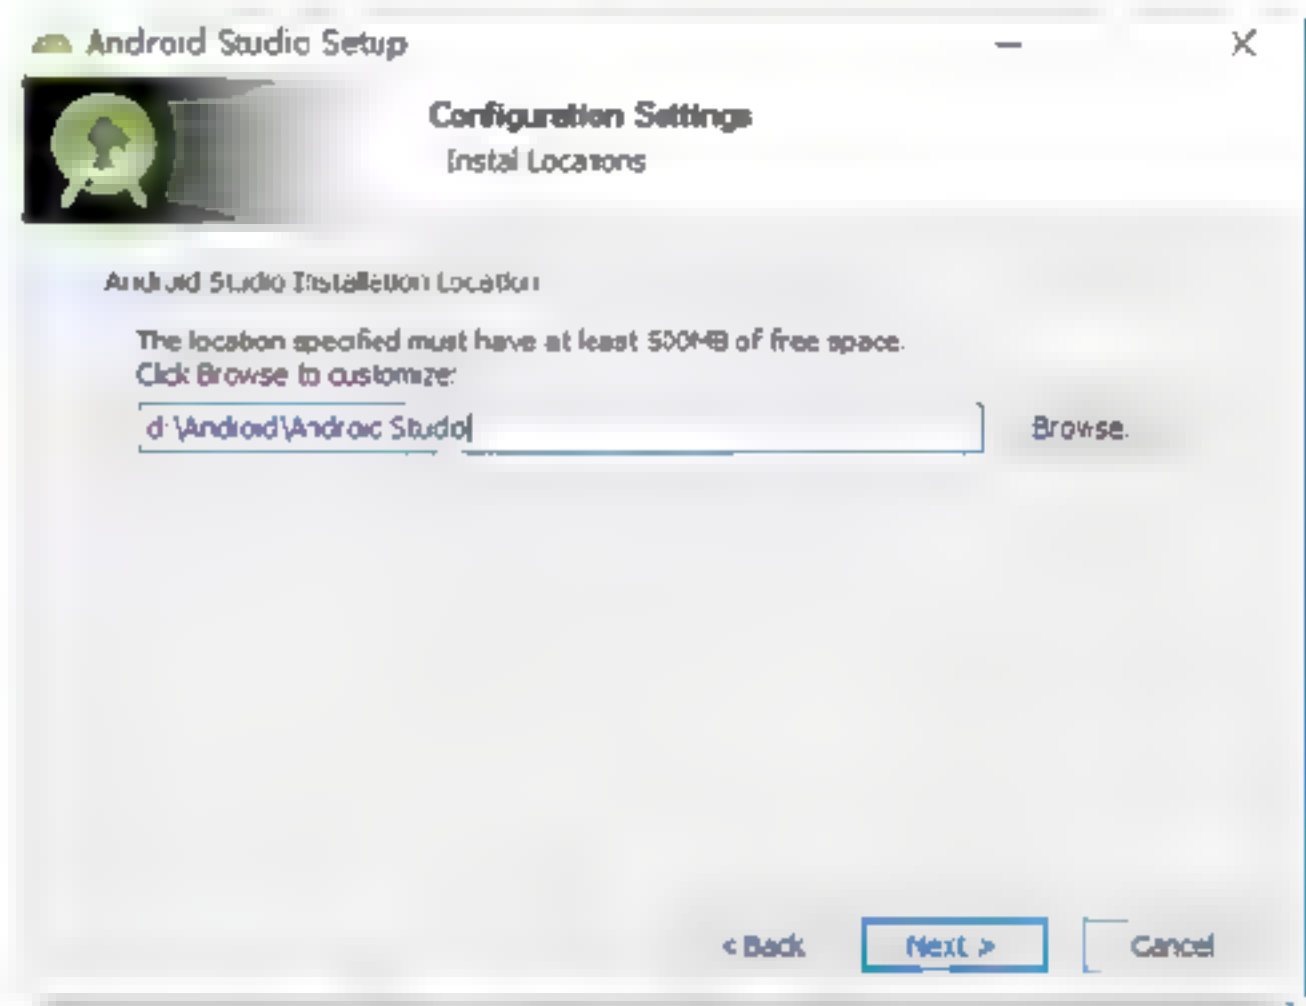 Android Studio Setup
Configuration Settings
Install Locations
Android Studio Installation Location
The location specified must have at least 500MB of free space.
Click Browse to customize:
d:\Android\Android Studio
Browse.
< Back
Next >
Cancel